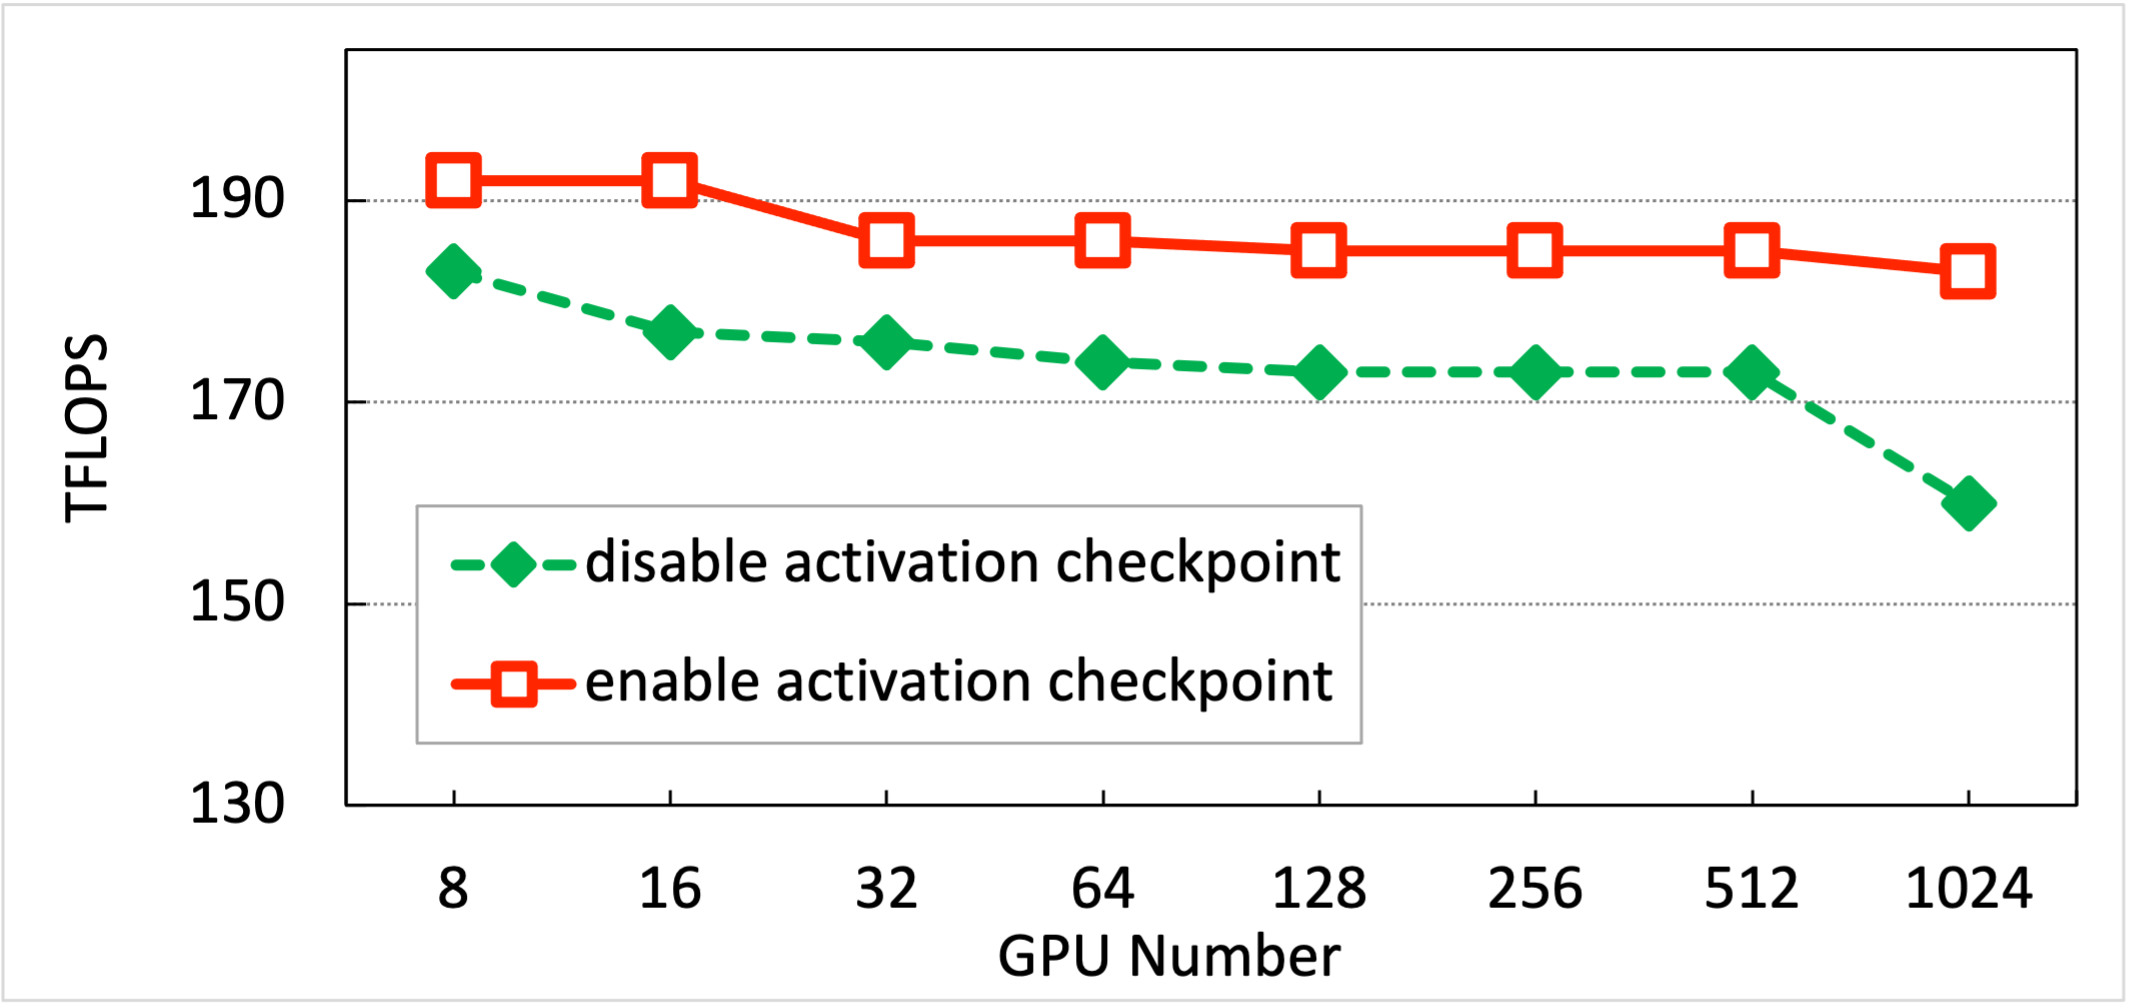 TFLOPS
190
170
150
130
disable activation checkpoint
enable activation checkpoint
8 16 32 64 128 256 512 1024
GPU Number